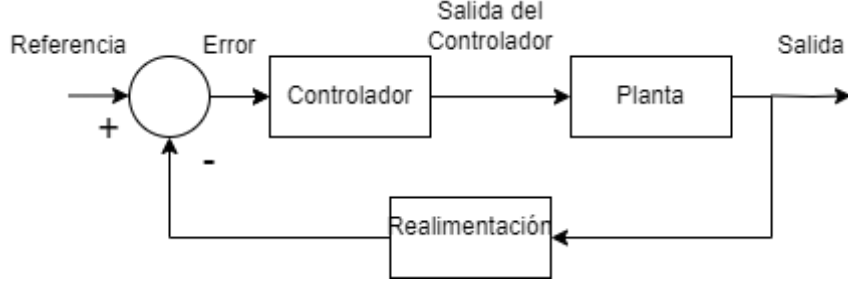 Salida del
Controlador
Referencia
Error
Salida
Controlador
Planta
+
-
Realimentación